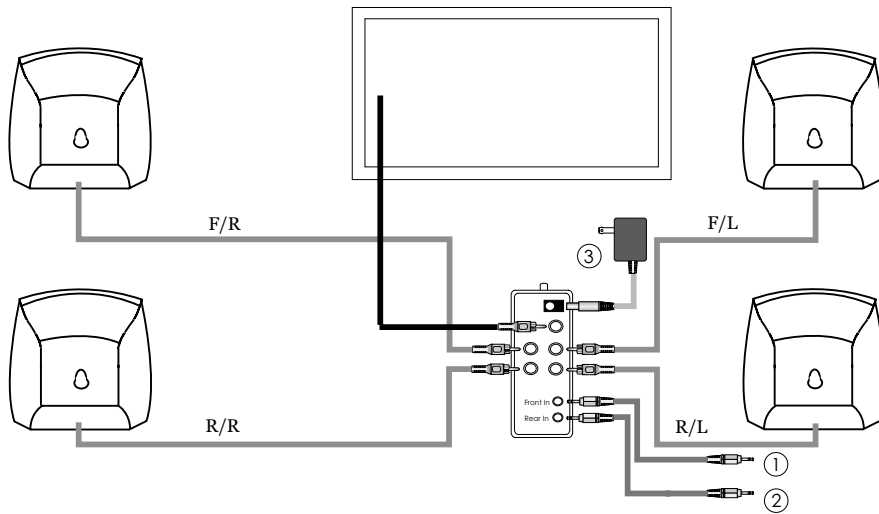 F/R
F/L
3
Front In
Rear In
R/R
R/L
1
2